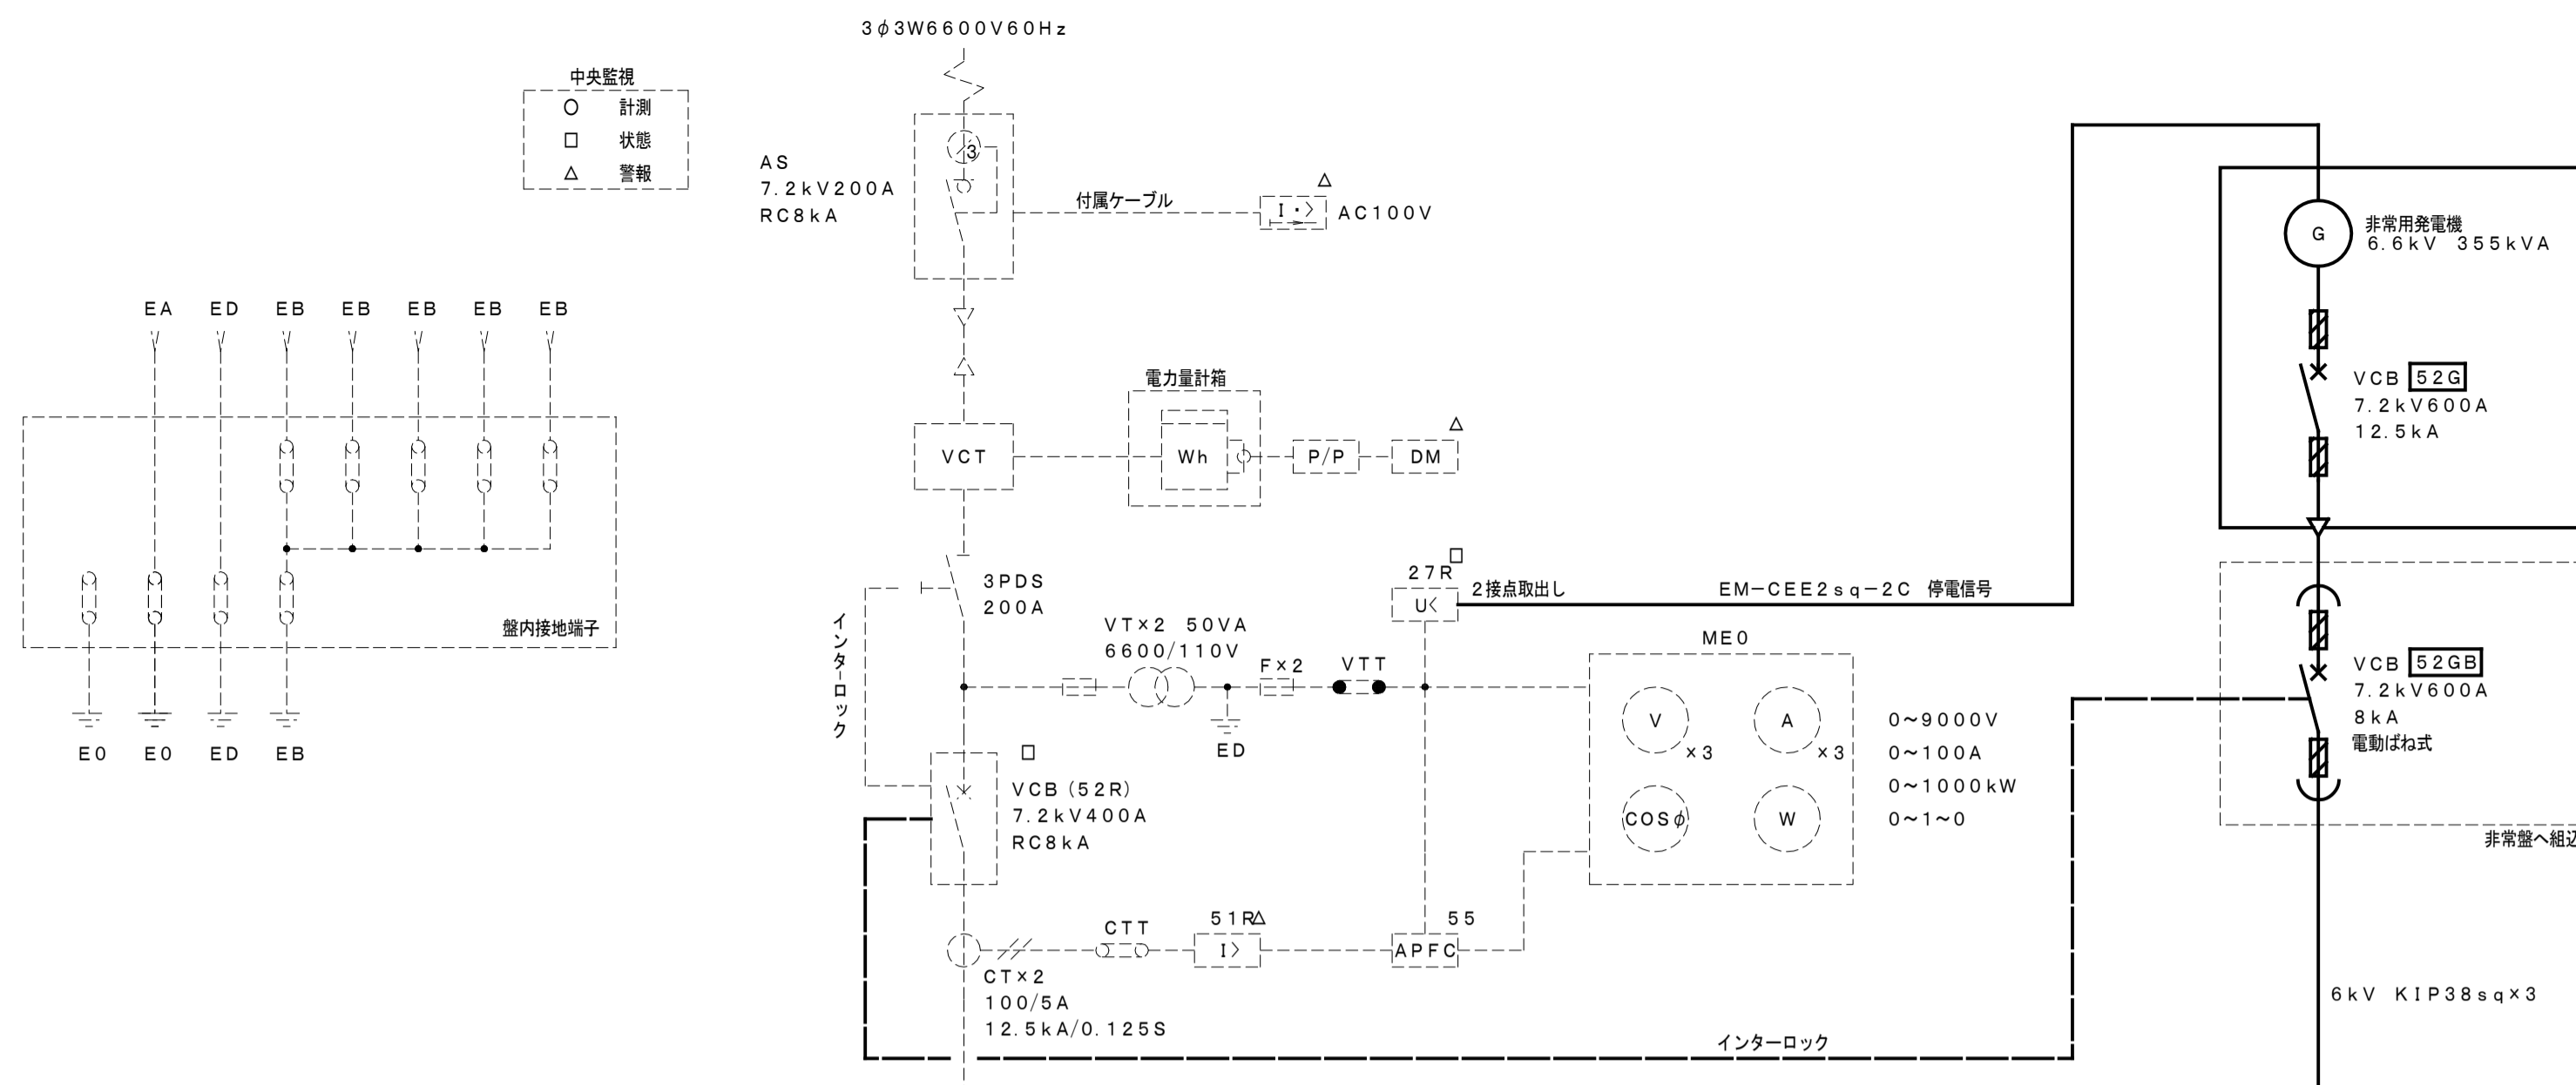 3φ3W6600V60Hz
中央監視
○ 計測
□ 状態
△ 警報
AS
7.2kV200A
RC8kA
3
付属ケーブル
△
I・>
AC100V
G
非常用発電機
6.6kV 355kVA
EA ED EB EB EB EB EB
盤内接地端子
E0 E0 ED EB
VCT
電力量計箱
Wh
P/P
DM
△
VCB 52G
7.2kV600A
12.5kA
3PDS
200A
インターロック
VT×2 50VA
6600/110V
F×2
VTT
ED
27R
□
U<
2接点取出し
EM－CEE2sq－2C 停電信号
ME0
V
×3
A
×3
COSφ
W
0~9000V
0~100A
0~1000kW
0~1~0
□
VCB(52R)
7.2kV400A
RC8kA
VCB 52GB
7.2kV600A
8kA
電動ばね式
非常盤へ組込
CTT
51R△
I>
55
APFC
CT×2
100/5A
12.5kA/0.125S
インターロック
6kV KIP38sq×3